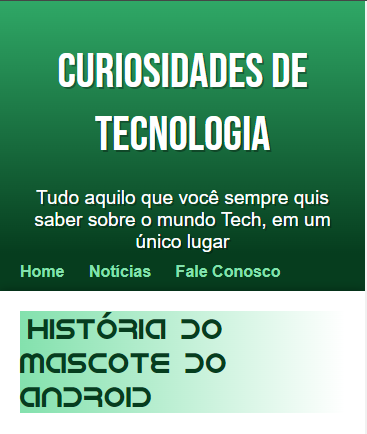 CURIOSIDADES DE
TECNOLOGIA
Tudo aquilo que você sempre quis
saber sobre o mundo Tech, em um
único lugar
Home Notícias Fale Conosco
História do
mascote do
Android